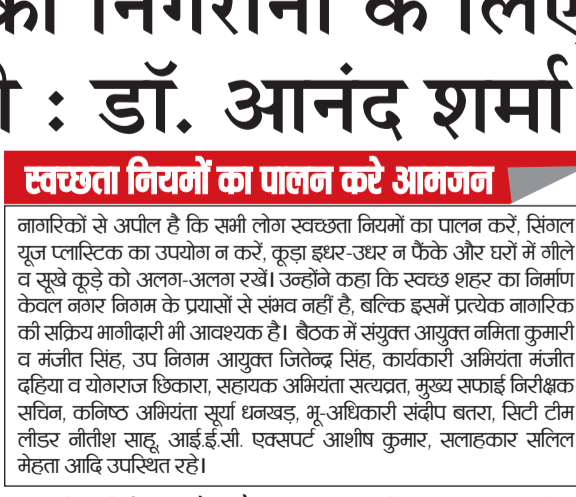 की निगरानी के लिए
: डॉ. आनंद शर्मा
स्वच्छता नियमों का पालन करे आमजन
नागरिकों से अपील है कि सभी लोग स्वच्छता नियमों का पालन करें, सिंगल
यूज प्लास्टिक का उपयोग न करें, कूड़ा इधर-उधर न फैंके और घरों में गीले
व सूखे कूड़े को अलग-अलग रखें। उन्होंने कहा कि स्वच्छ शहर का निर्माण
केवल नगर निगम के प्रयासों से संभव नहीं है, बल्कि इसमें प्रत्येक नागरिक
की सक्रिय भागीदारी भी आवश्यक है। बैठक में संयुक्त आयुक्त नमिता कुमारी
व मंजीत सिंह, उप निगम आयुक्त जितेन्द्र सिंह, कार्यकारी अभियंता मंजीत
दहिया व योगराज छिकारा, सहायक अभियंता सत्यव्रत, मुख्य सफाई निरीक्षक
सचिन, कनिष्ठ अभियंता सूर्या धनखड़, भू-अधिकारी संदीप बतरा, सिटी टीम
लीडर नीतीश साहू, आई.ई.सी. एक्सपर्ट आशीष कुमार, सलाहकार सलिल
मेहता आदि उपस्थित रहे।